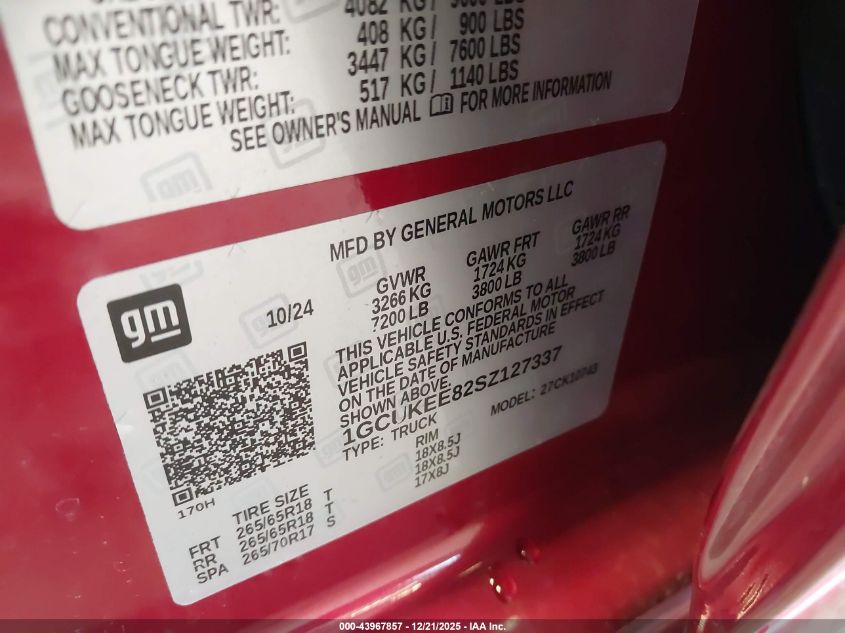 CONVENTIONAL TWR: 4082 KG/ 9000 LBS
MAX TONGUE WEIGHT: 408 KG/ 900 LBS
GOOSENECK TWR: 3447 KG/ 7600 LBS
MAX TONGUE WEIGHT: 517 KG/ 1140 LBS
SEE OWNER'S MANUAL FOR MORE INFORMATION
gm
MFD BY GENERAL MOTORS LLC
10/24
GVWR GAWR FRT GAWR RR
3266 KG 1724 KG 1724 KG
7200 LB 3800 LB 3800 LB
THIS VEHICLE CONFORMS TO ALL
APPLICABLE U.S. FEDERAL MOTOR
VEHICLE SAFETY STANDARDS IN EFFECT
ON THE DATE OF MANUFACTURE
SHOWN ABOVE.
1GCUKEE82SZ127337
TYPE: TRUCK MODEL: 27CK10743
170H
TIRE SIZE RIM
FRT 265/65R18 T 18X8.5J
RR 265/65R18 T 18X8.5J
SPA 265/70R17 S 17X8J
000-43967857 - 12/21/2025 - IAA Inc.